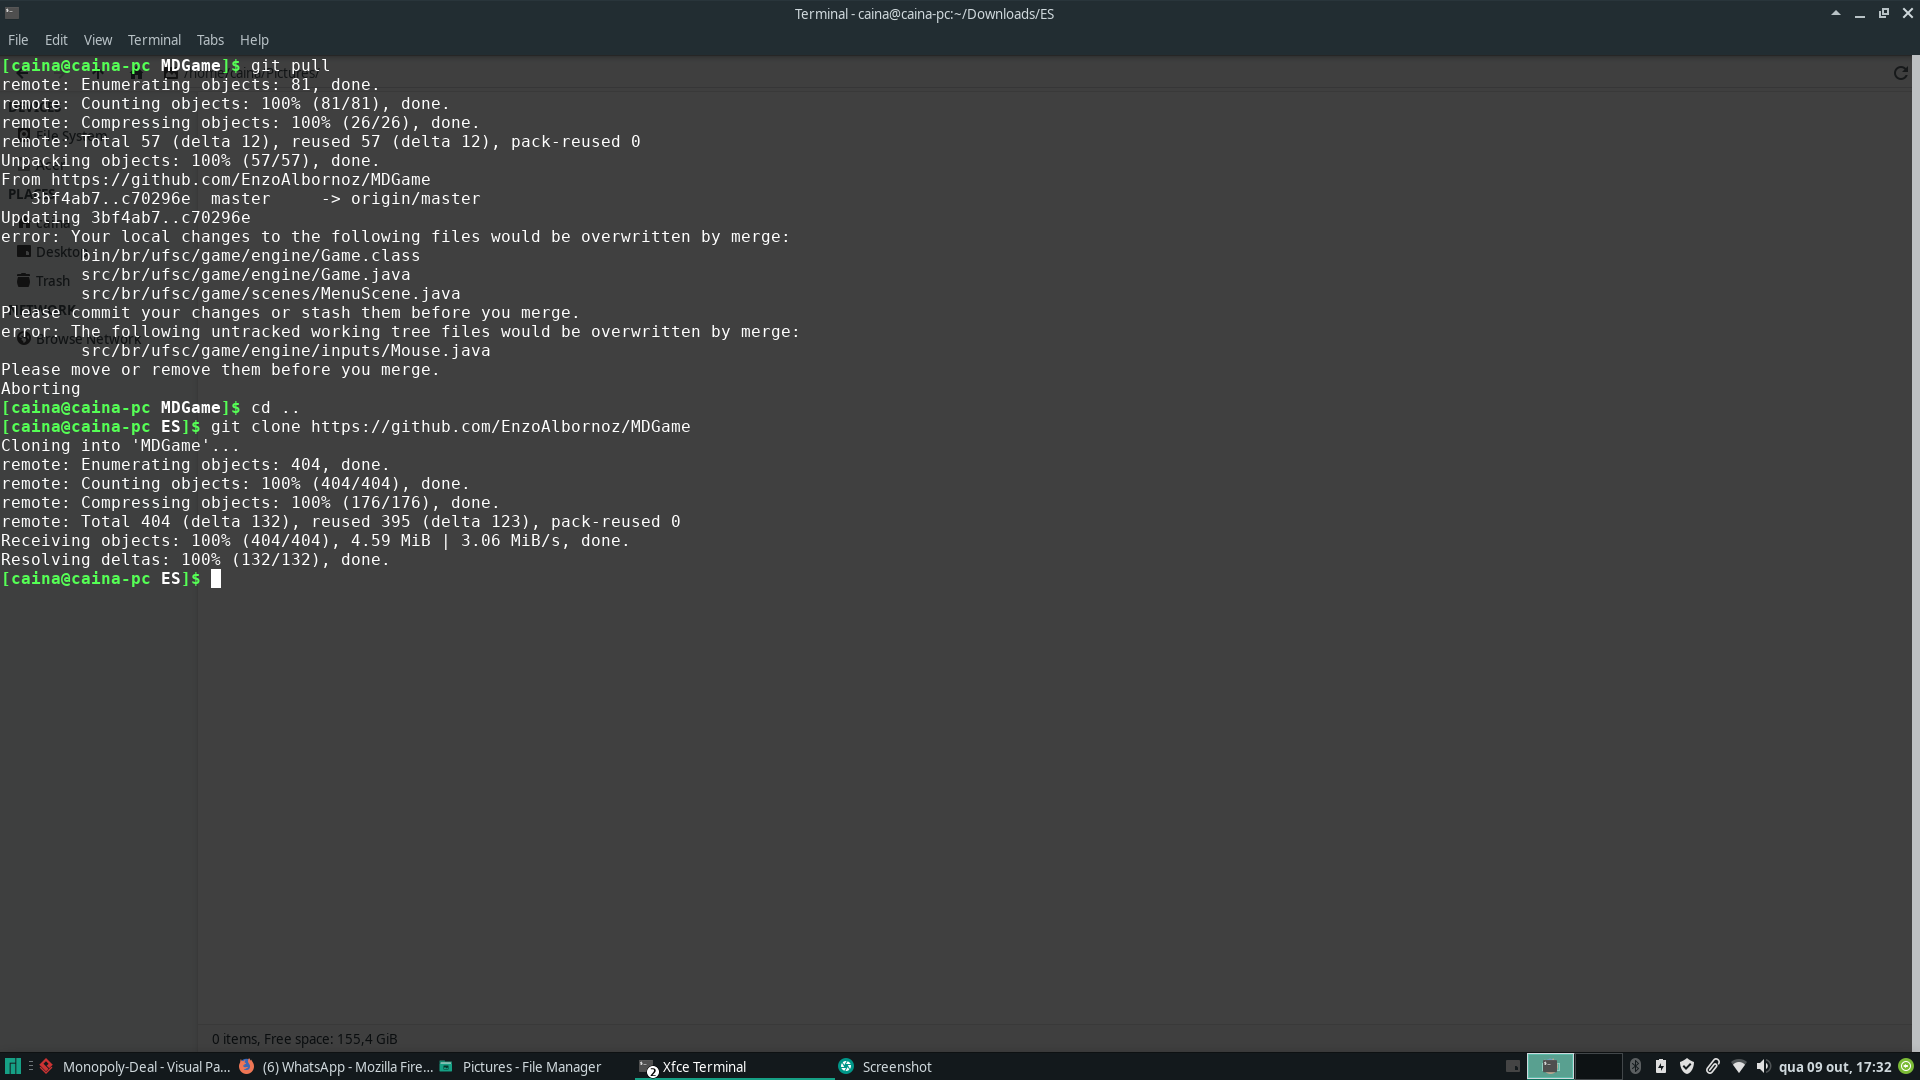 Terminal - caina@caina-pc:~/Downloads/ES
File Edit View Terminal Tabs Help
[caina@caina-pc MDGame]$ git pull
remote: Enumerating objects: 81, done.
remote: Counting objects: 100% (81/81), done.
remote: Compressing objects: 100% (26/26), done.
remote: Total 57 (delta 12), reused 57 (delta 12), pack-reused 0
Unpacking objects: 100% (57/57), done.
From https://github.com/EnzoAlbornoz/MDGame
   3bf4ab7..c70296e  master     -> origin/master
Updating 3bf4ab7..c70296e
error: Your local changes to the following files would be overwritten by merge:
        bin/br/ufsc/game/engine/Game.class
        src/br/ufsc/game/engine/Game.java
        src/br/ufsc/game/scenes/MenuScene.java
Please commit your changes or stash them before you merge.
error: The following untracked working tree files would be overwritten by merge:
        src/br/ufsc/game/engine/inputs/Mouse.java
Please move or remove them before you merge.
Aborting
[caina@caina-pc MDGame]$ cd ..
[caina@caina-pc ES]$ git clone https://github.com/EnzoAlbornoz/MDGame
Cloning into 'MDGame'...
remote: Enumerating objects: 404, done.
remote: Counting objects: 100% (404/404), done.
remote: Compressing objects: 100% (176/176), done.
remote: Total 404 (delta 132), reused 395 (delta 123), pack-reused 0
Receiving objects: 100% (404/404), 4.59 MiB | 3.06 MiB/s, done.
Resolving deltas: 100% (132/132), done.
[caina@caina-pc ES]$
File System
Desktop
Trash
NETWORK
Browse Network
0 items, Free space: 155,4 GiB
Monopoly-Deal - Visual Pa... (6) WhatsApp - Mozilla Fire... Pictures - File Manager 2 Xfce Terminal Screenshot qua 09 out, 17:32